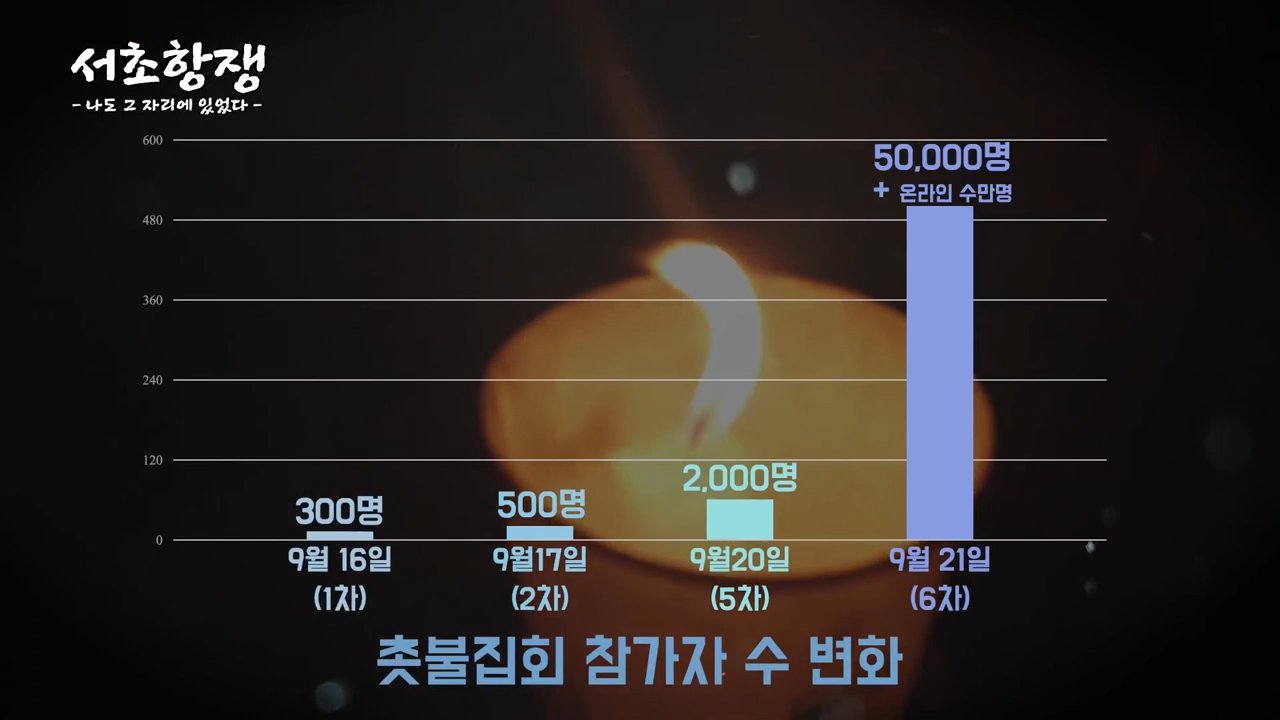 서초항쟁
- 나도 그 자리에 있었다 -
600
480
360
240
120
0
300명
500명
2,000명
50,000명
+ 온라인 수만명
9월 16일
(1차)
9월17일
(2차)
9월20일
(5차)
9월 21일
(6차)
촛불집회 참가자 수 변화